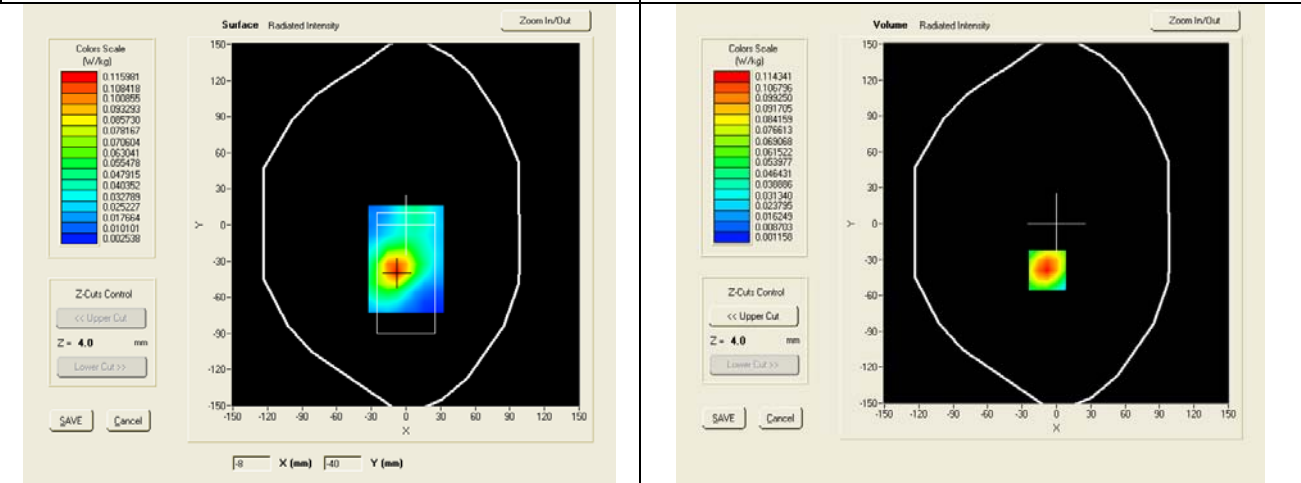 Surface Radiated Intensity
Zoom In/Out
Colors Scale
(W/kg)
0.115981
0.108418
0.100855
0.093293
0.085730
0.078167
0.070604
0.063041
0.055478
0.047915
0.040352
0.032789
0.025227
0.017664
0.010101
0.002538
Z-Cuts Control
<< Upper Cut
Z = 4.0 mm
Lower Cut >>
SAVE Cancel
150
120
90
60
30
0
-30
-60
-90
-120
-150
Y
-150 -120 -90 -60 -30 0 30 60 90 120 150
X
-8 X (mm) -40 Y (mm)
Volume Radiated Intensity
Zoom In/Out
Colors Scale
(W/kg)
0.114341
0.106796
0.099250
0.091705
0.084159
0.076613
0.069068
0.061522
0.053977
0.046431
0.038886
0.031340
0.023795
0.016249
0.008703
0.001158
Z-Cuts Control
<< Upper Cut
Z = 4.0 mm
Lower Cut >>
SAVE Cancel
150
120
90
60
30
0
-30
-60
-90
-120
-150
Y
-150 -120 -90 -60 -30 0 30 60 90 120 150
X